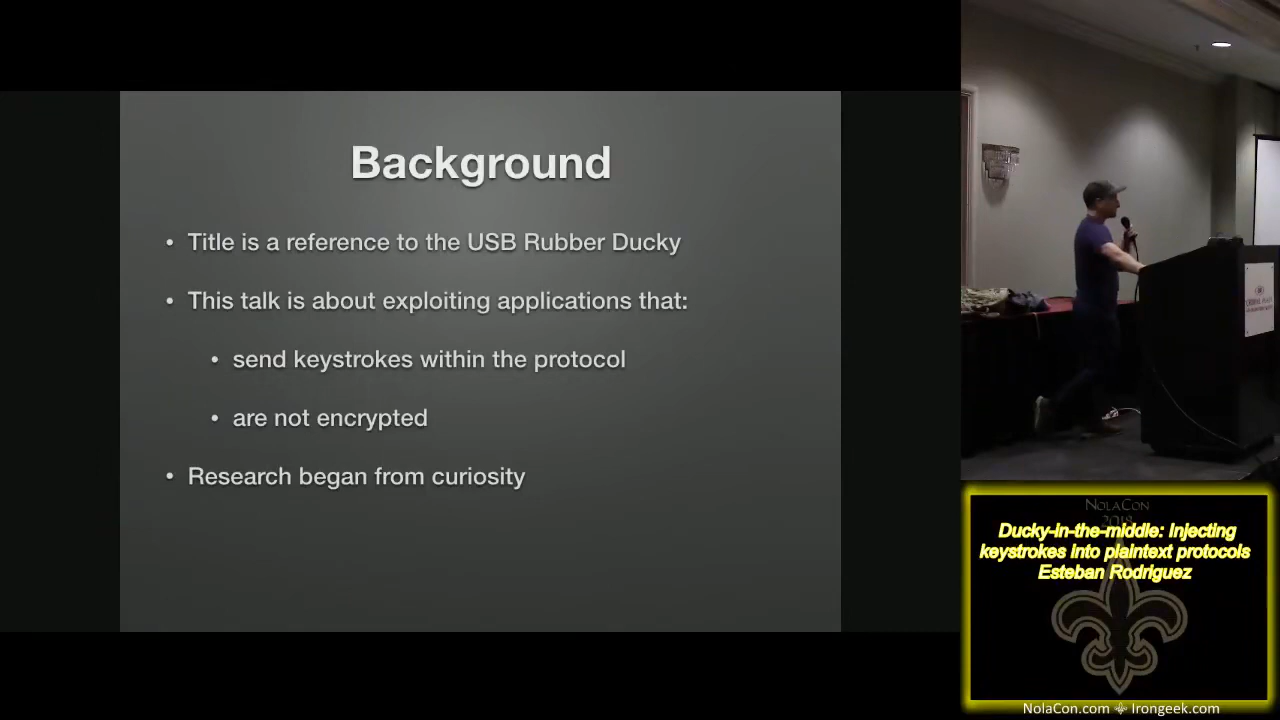 Background
• Title is a reference to the USB Rubber Ducky
• This talk is about exploiting applications that:
• send keystrokes within the protocol
• are not encrypted
• Research began from curiosity
NOLACON
2018
Ducky-in-the-middle: Injecting
keystrokes into plaintext protocols
Esteban Rodriguez
NolaCon.com ⚜ Irongeek.com